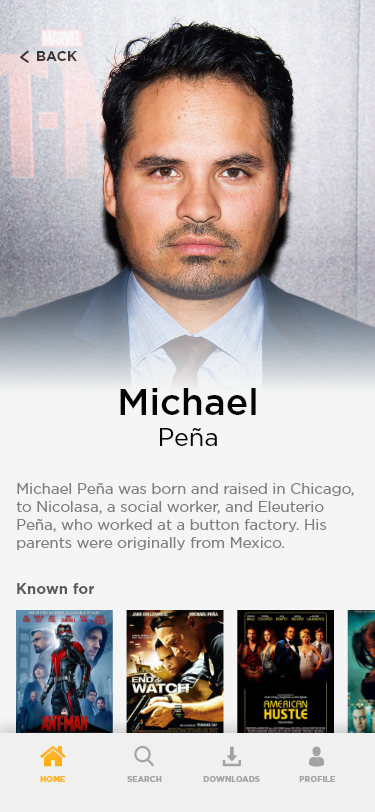 MARVEL
T-M
BACK
Michael
Peña
Michael Peña was born and raised in Chicago,
to Nicolasa, a social worker, and Eleuterio
Peña, who worked at a button factory. His
parents were originally from Mexico.
Known for
ANT-MAN
JAKE GYLLENHAAL MICHAEL PEÑA
END OF
WATCH
AMERICAN
HUSTLE
HOME SEARCH DOWNLOADS PROFILE